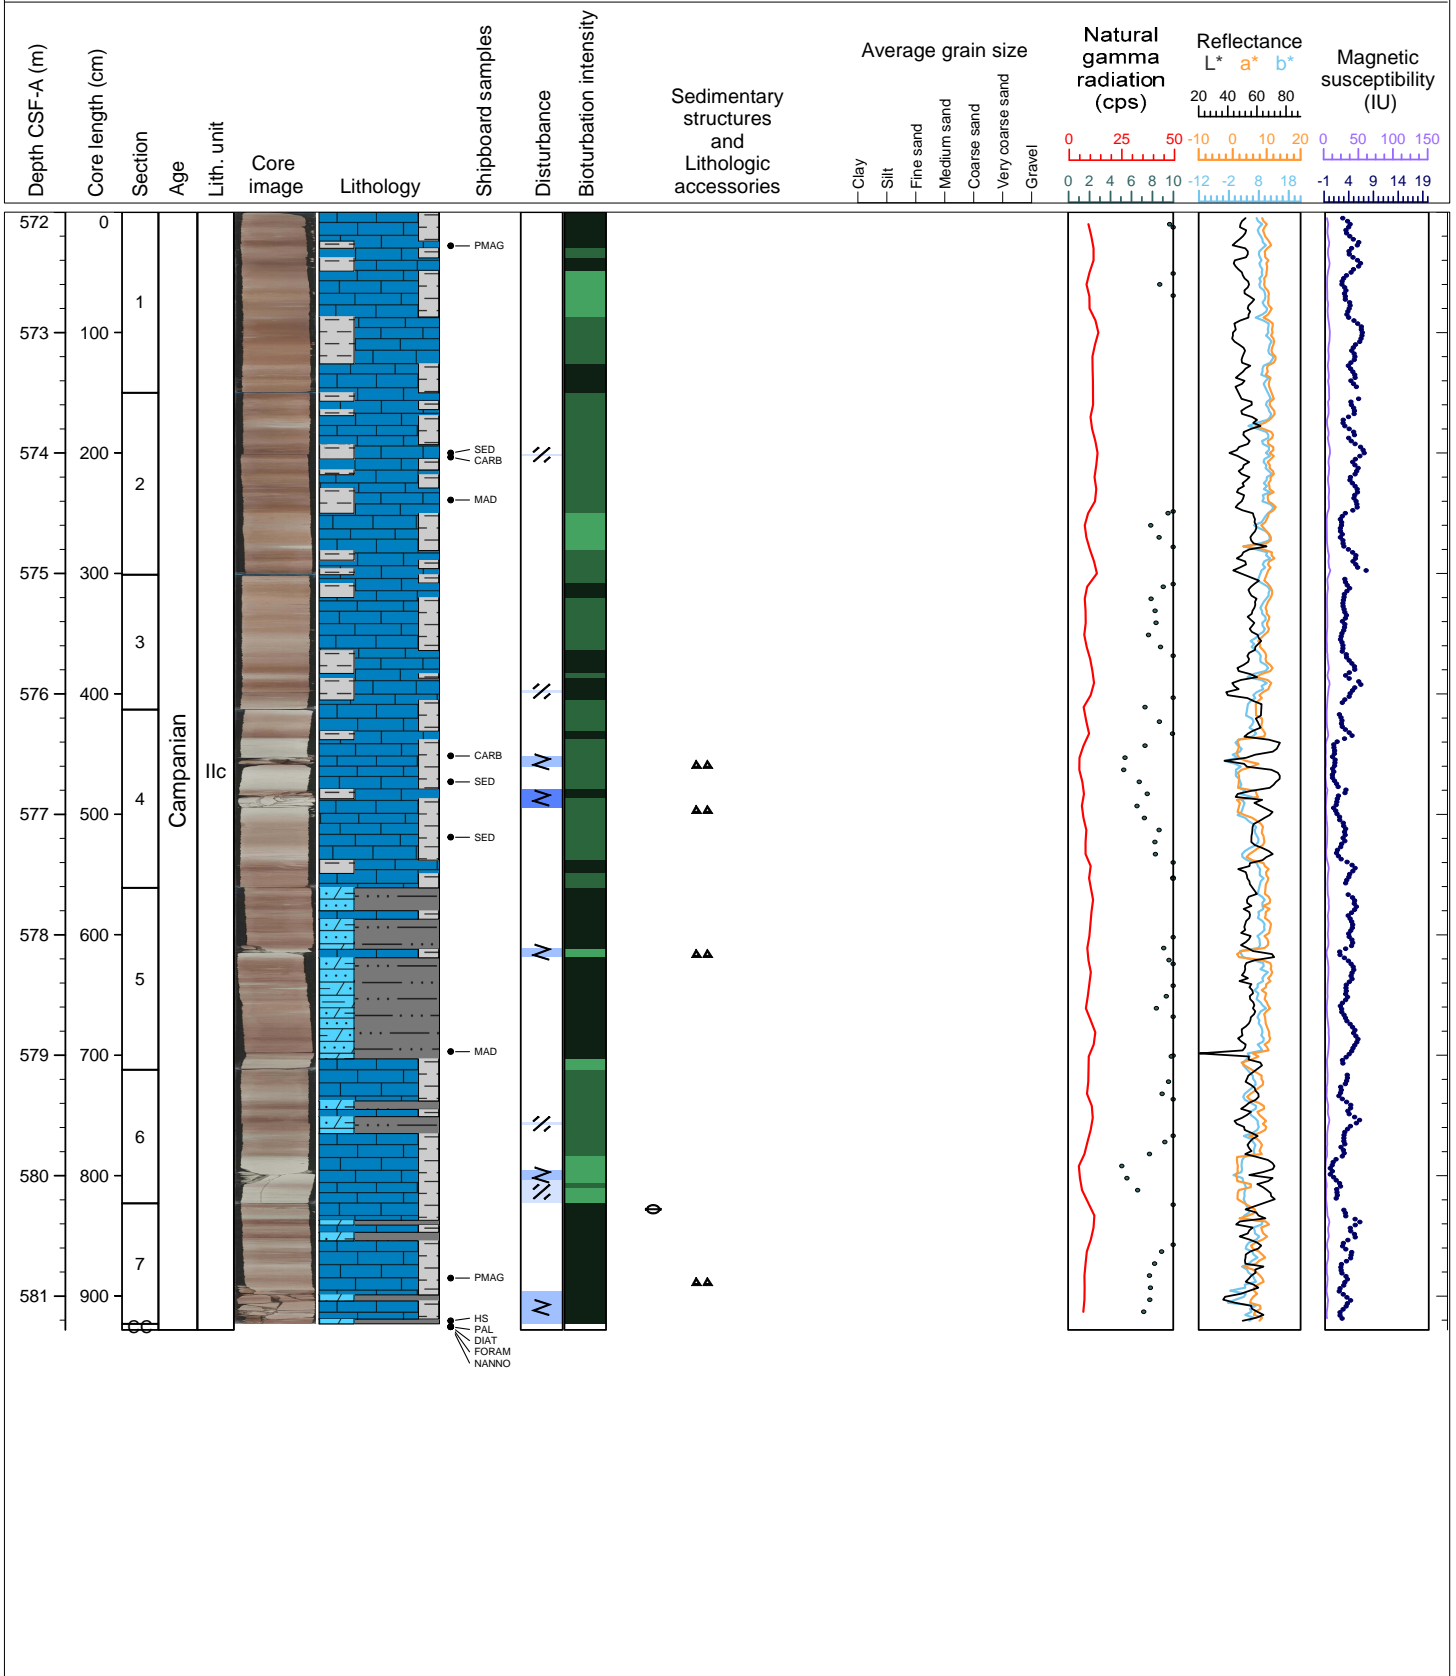 Depth CSF-A (m)
Core length (cm)
Section
Age
Lith. unit
Core
image
Lithology
Shipboard samples
Disturbance
Bioturbation intensity
Sedimentary
structures
and
Lithologic
accessories
Average grain size
Clay
Silt
Fine sand
Medium sand
Coarse sand
Very coarse sand
Gravel
Natural
gamma
radiation
(cps)
0 25 50
0 2 4 6 8 10
Reflectance
L* a* b*
20 40 60 80
-10 0 10 20
-12 -2 8 18
Magnetic
susceptibility
(IU)
0 50 100 150
-1 4 9 14 19
572
573
574
575
576
577
578
579
580
581
0
100
200
300
400
500
600
700
800
900
1
2
3
4
5
6
7
CC
Campanian
IIc
PMAG
SED
CARB
MAD
CARB
SED
SED
MAD
PMAG
HS
PAL
DIAT
FORAM
NANNO